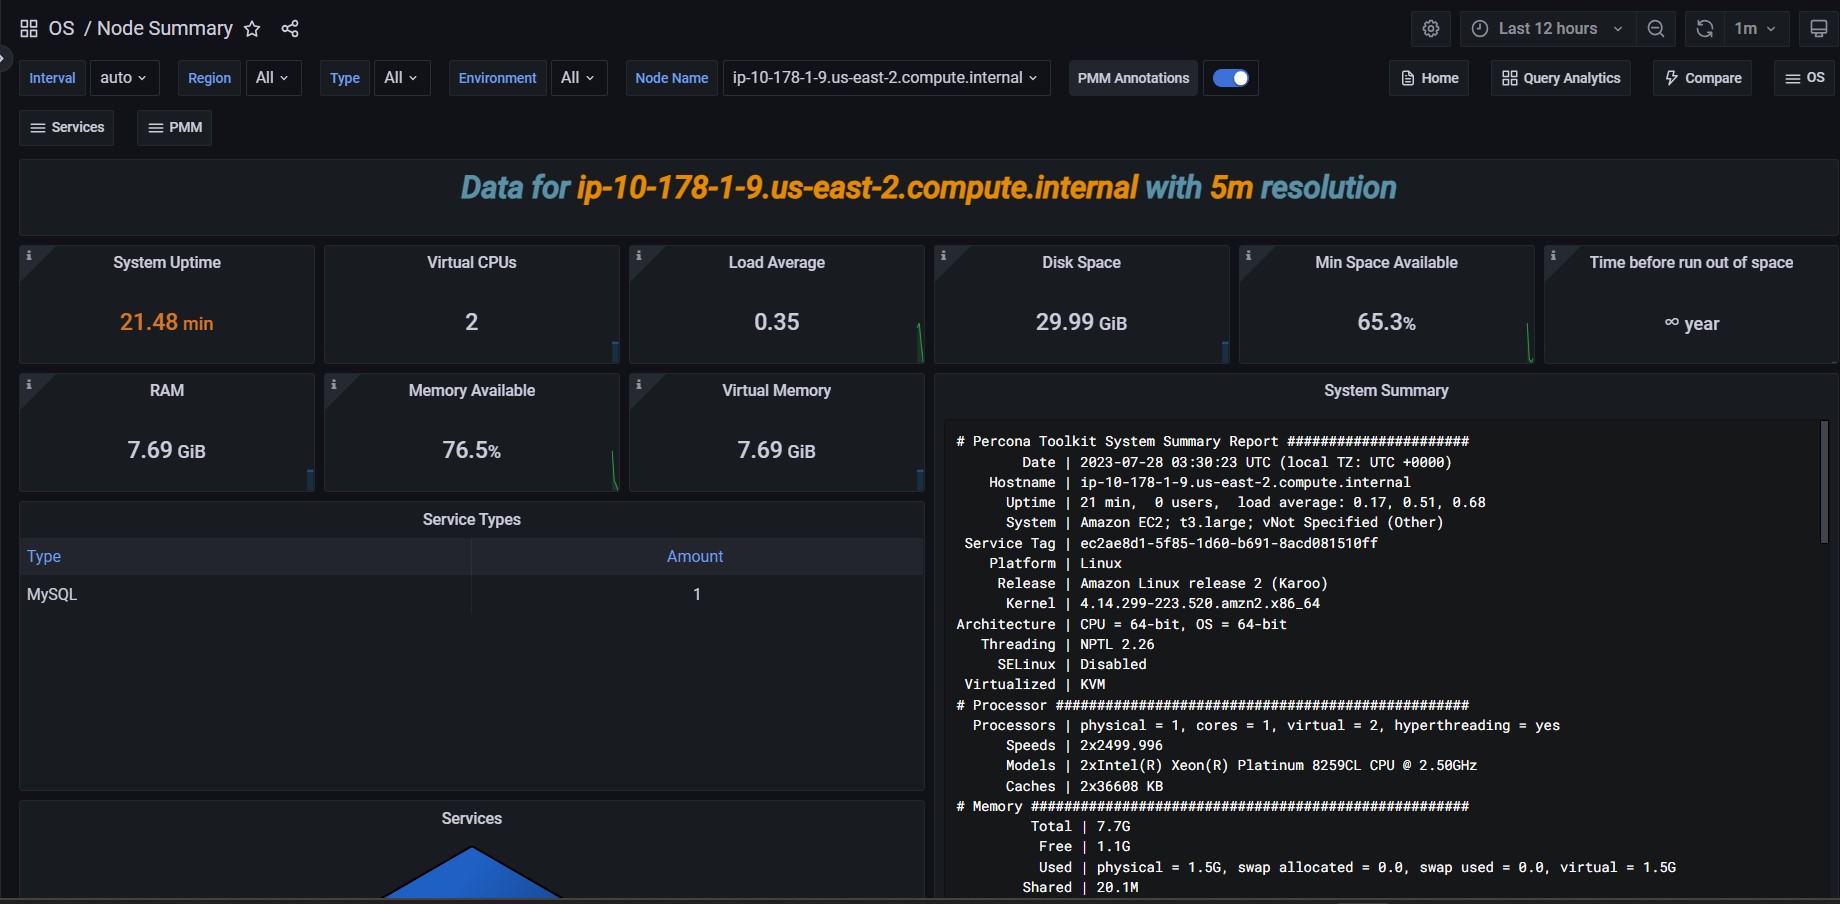 OS / Node Summary
Last 12 hours
1m
Interval
auto
Region
All
Type
All
Environment
All
Node Name
ip-10-178-1-9.us-east-2.compute.internal
PMM Annotations
Home
Query Analytics
Compare
OS
Services
PMM
Data for ip-10-178-1-9.us-east-2.compute.internal with 5m resolution
System Uptime
21.48 min
Virtual CPUs
2
Load Average
0.35
Disk Space
29.99 GiB
Min Space Available
65.3%
Time before run out of space
∞ year
RAM
7.69 GiB
Memory Available
76.5%
Virtual Memory
7.69 GiB
Service Types
Type Amount
MySQL 1
Services
System Summary
# Percona Toolkit System Summary Report ######################
Date | 2023-07-28 03:30:23 UTC (local TZ: UTC +0000)
Hostname | ip-10-178-1-9.us-east-2.compute.internal
Uptime | 21 min,  0 users,  load average: 0.17, 0.51, 0.68
System | Amazon EC2; t3.large; vNot Specified (Other)
Service Tag | ec2ae8d1-5f85-1d60-b691-8acd081510ff
Platform | Linux
Release | Amazon Linux release 2 (Karoo)
Kernel | 4.14.299-223.520.amzn2.x86_64
Architecture | CPU = 64-bit, OS = 64-bit
Threading | NPTL 2.26
SELinux | Disabled
Virtualized | KVM
# Processor ##################################################
Processors | physical = 1, cores = 1, virtual = 2, hyperthreading = yes
Speeds | 2x2499.996
Models | 2xIntel(R) Xeon(R) Platinum 8259CL CPU @ 2.50GHz
Caches | 2x36608 KB
# Memory #####################################################
Total | 7.7G
Free | 1.1G
Used | physical = 1.5G, swap allocated = 0.0, swap used = 0.0, virtual = 1.5G
Shared | 20.1M